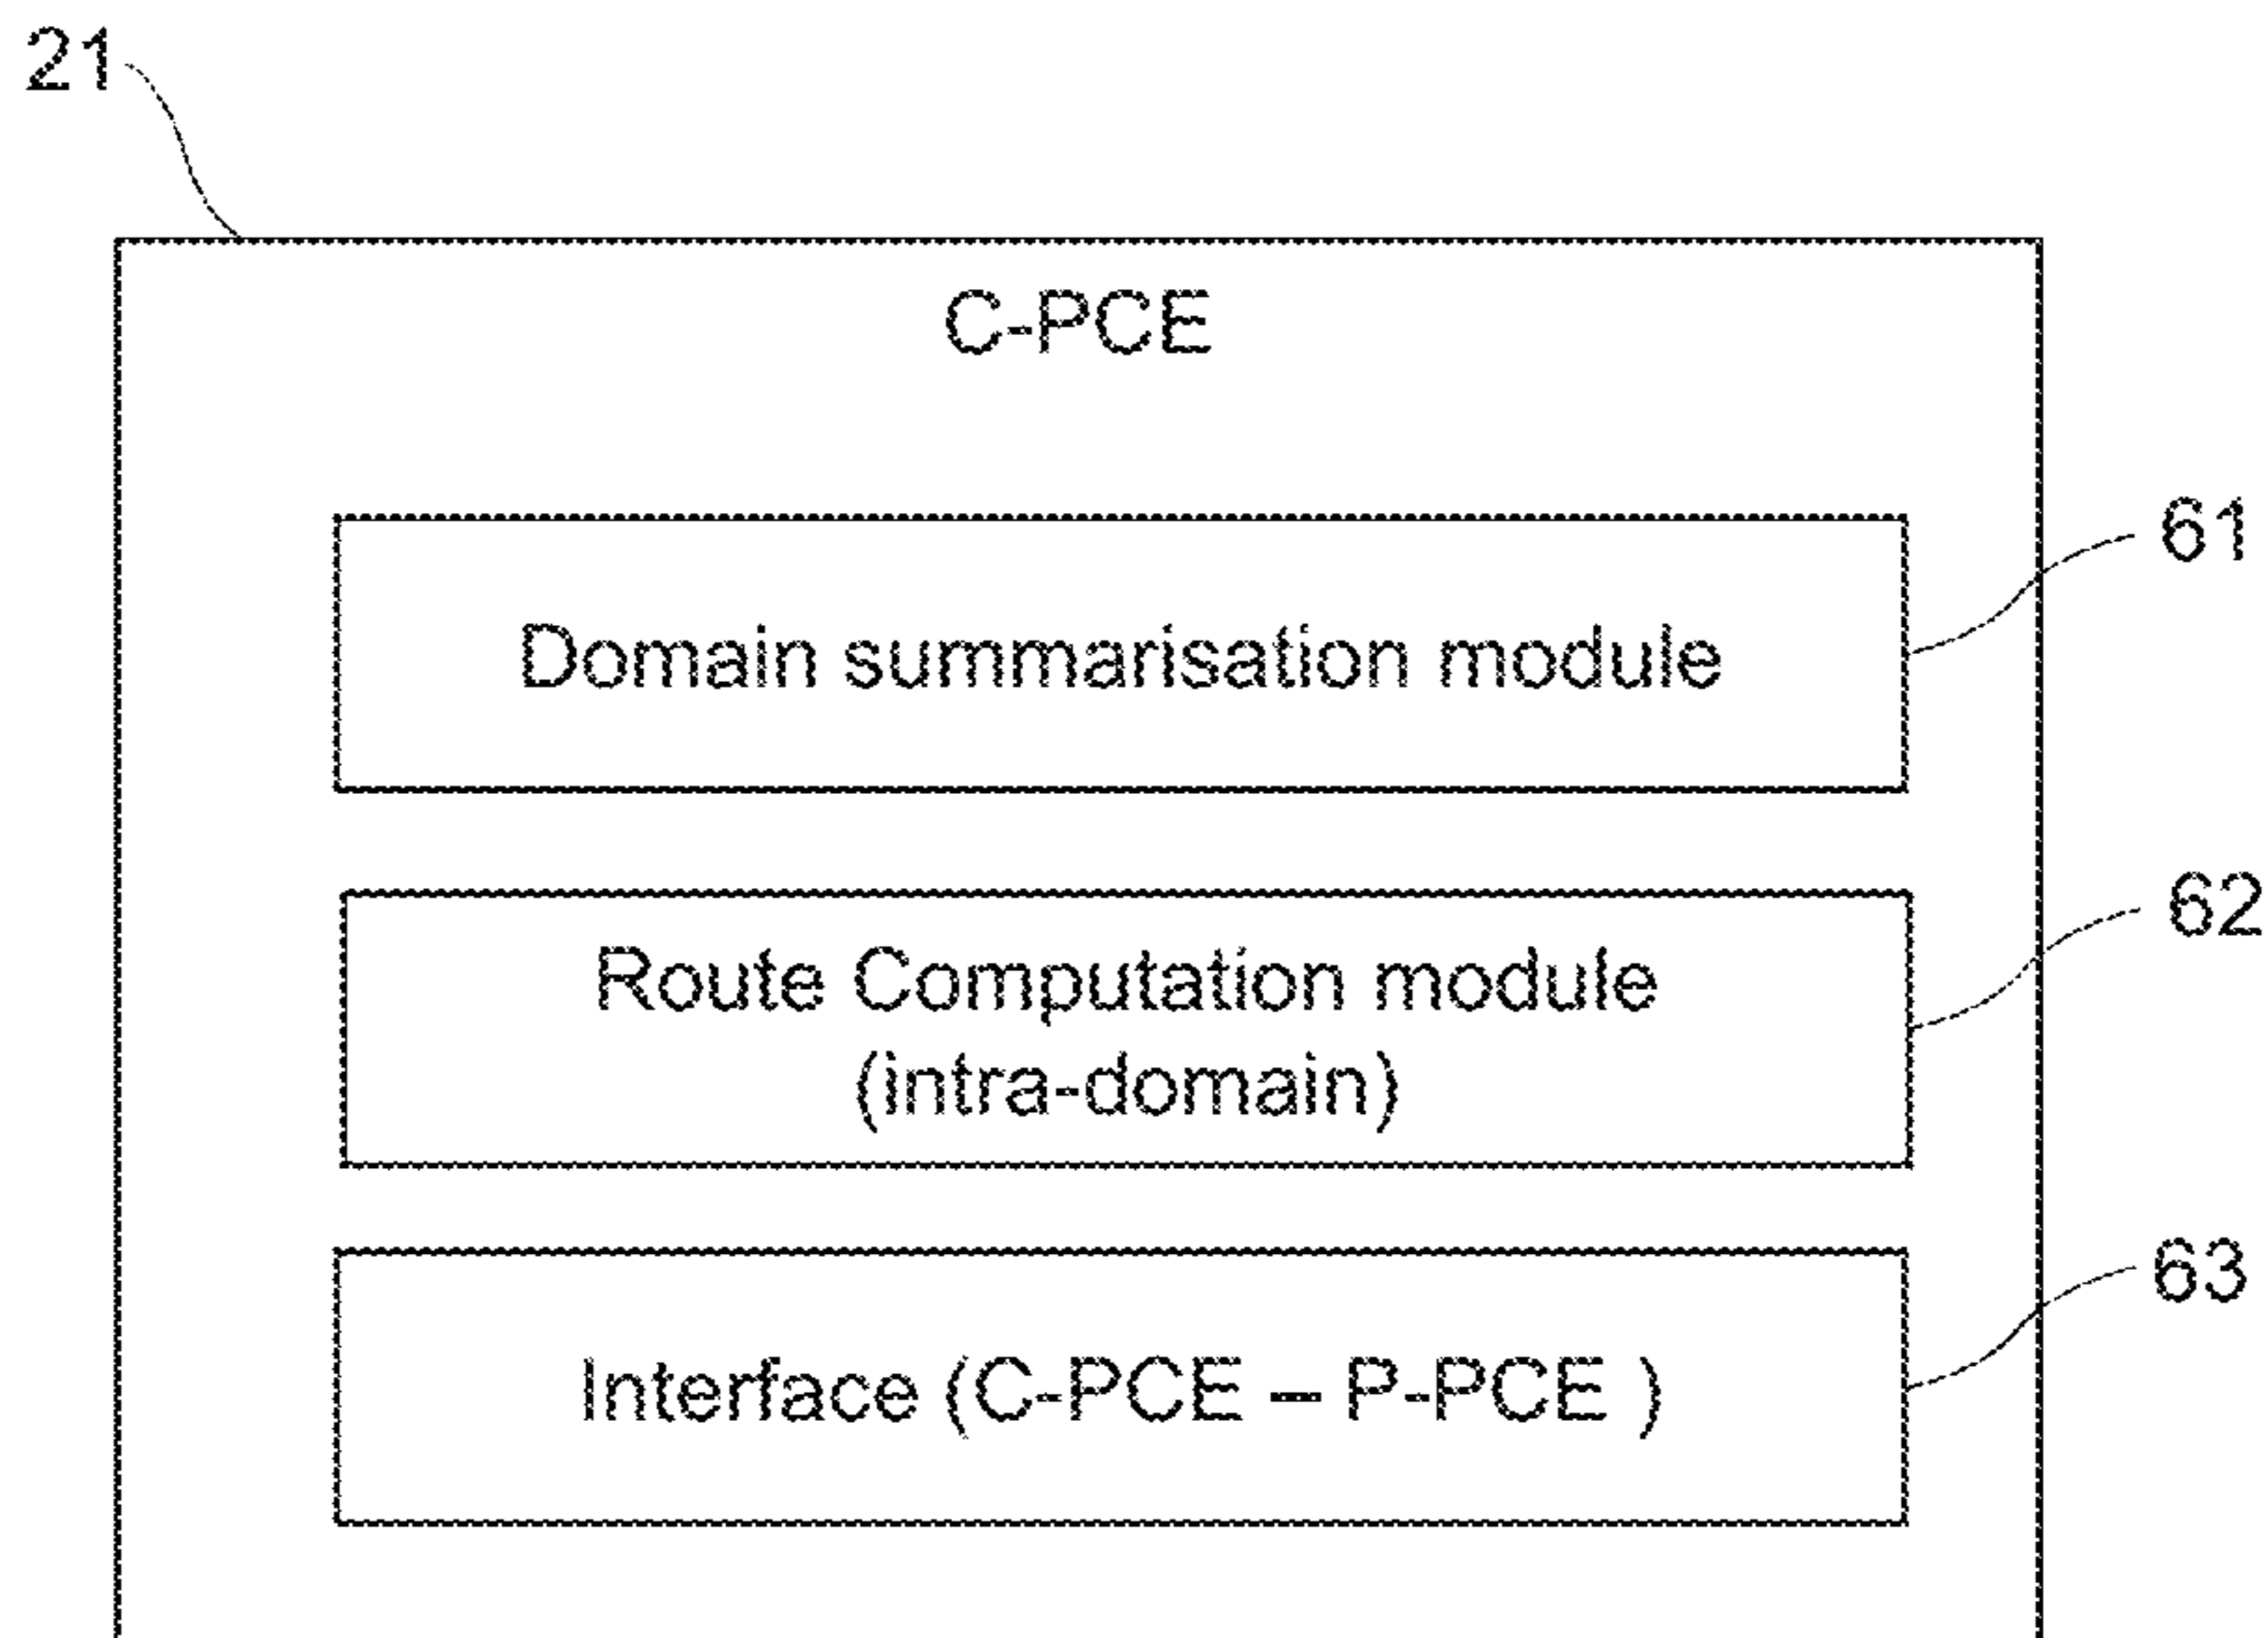 21
C-PCE
61
Domain summarisation module
62
Route Computation module
(intra-domain)
63
Interface (C-PCE – P-PCE )